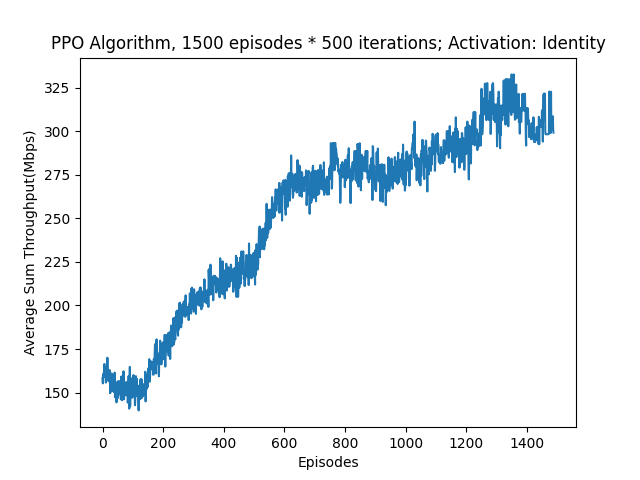 PPO Algorithm, 1500 episodes * 500 iterations; Activation: Identity
Average Sum Throughput(Mbps)
325
300
275
250
225
200
175
150
0 200 400 600 800 1000 1200 1400
Episodes